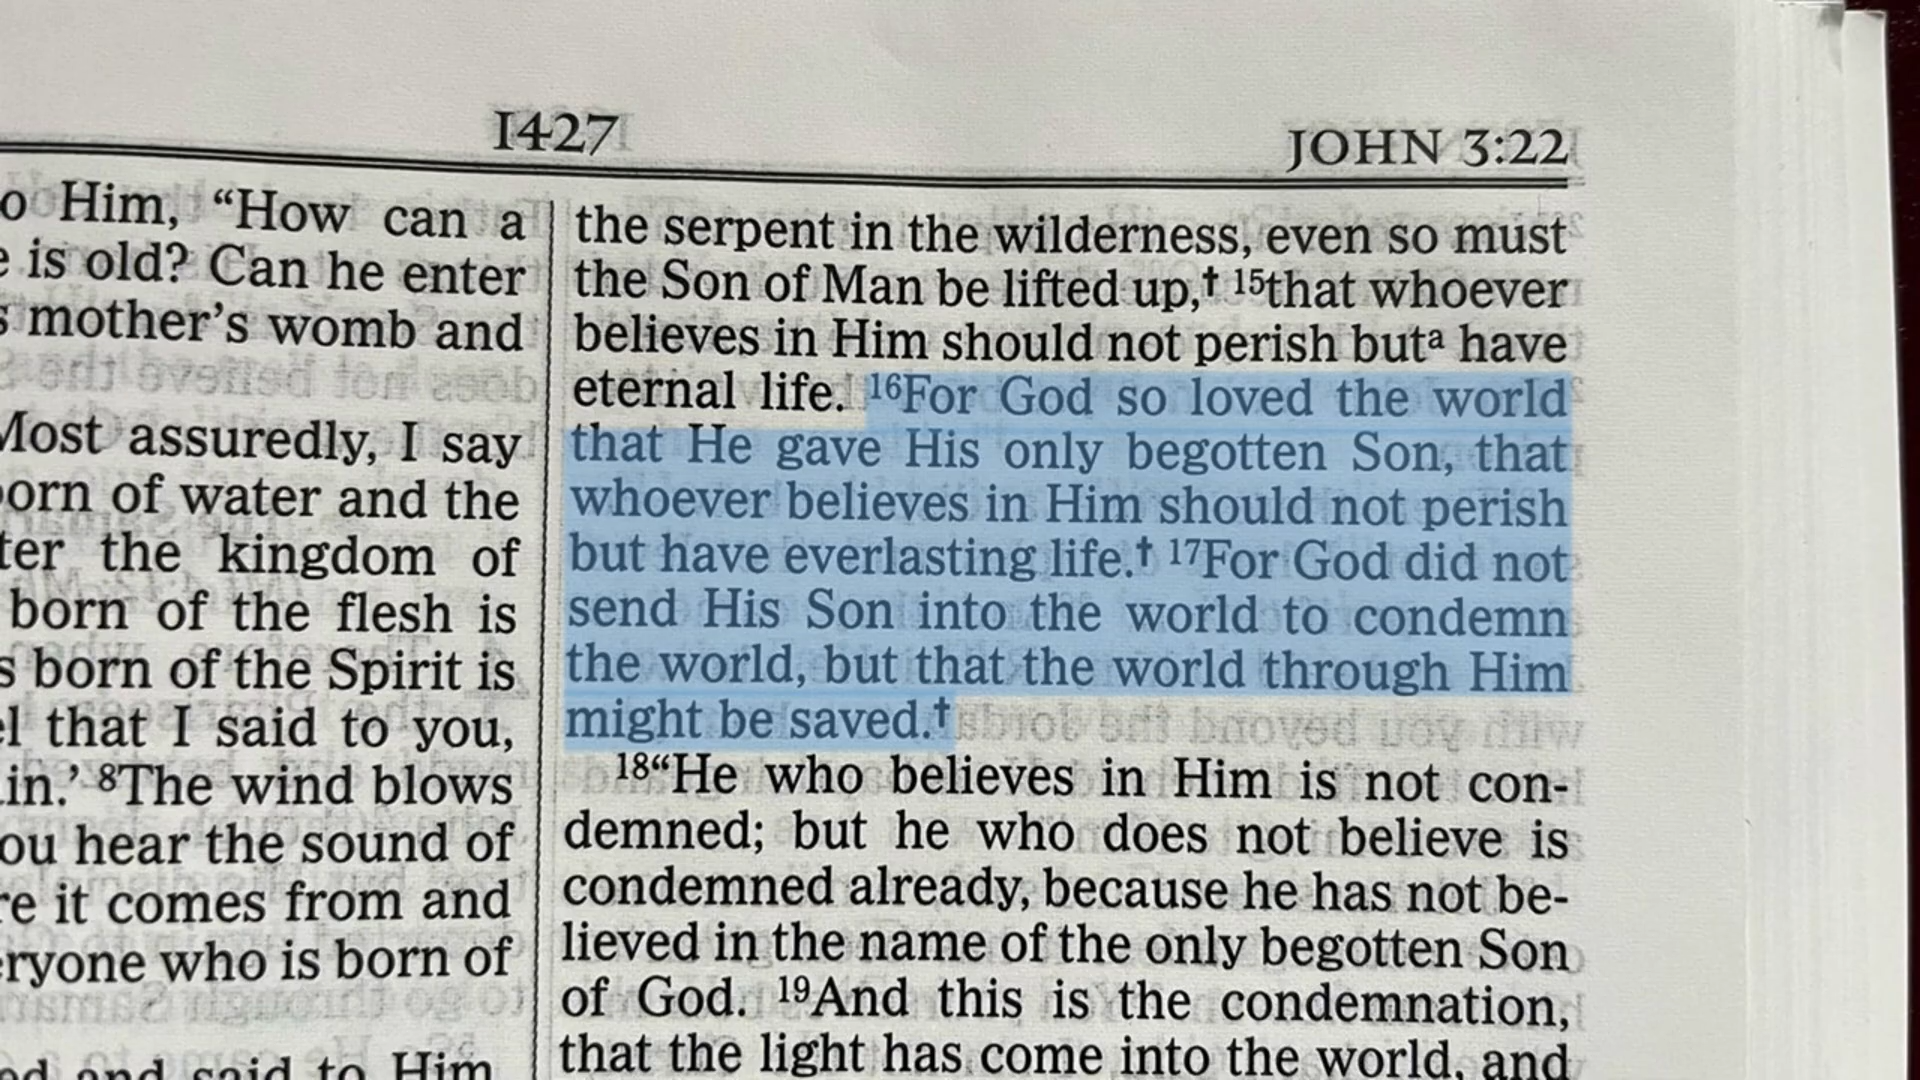 1427
JOHN 3:22
o Him, “How can a
is old? Can he enter
mother’s womb and
Most assuredly, I say
orn of water and the
ter the kingdom of
born of the flesh is
s born of the Spirit is
l that I said to you,
in.’ ⁸The wind blows
ou hear the sound of
re it comes from and
ryone who is born of
ed and said to Him
the serpent in the wilderness, even so must
the Son of Man be lifted up,† ¹⁵that whoever
believes in Him should not perish butᵃ have
eternal life. ¹⁶For God so loved the world
that He gave His only begotten Son, that
whoever believes in Him should not perish
but have everlasting life.† ¹⁷For God did not
send His Son into the world to condemn
the world, but that the world through Him
might be saved.†
¹⁸“He who believes in Him is not con-
demned; but he who does not believe is
condemned already, because he has not be-
lieved in the name of the only begotten Son
of God. ¹⁹And this is the condemnation,
that the light has come into the world, and